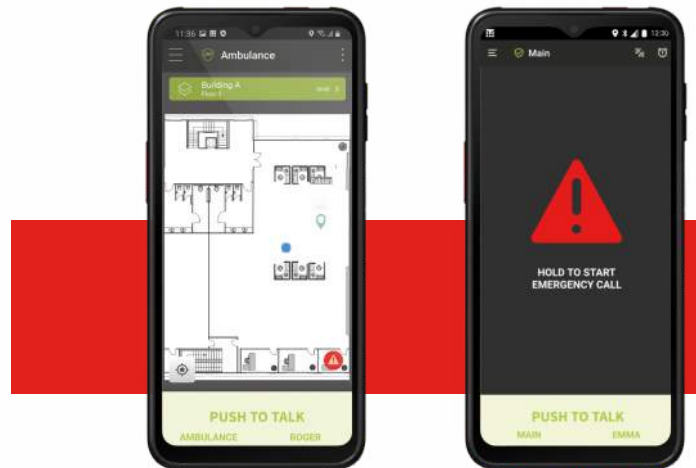 11:36
Ambulance
Building A
Floor 1
PUSH TO TALK
AMBULANCE ROGER
12:30
Main
HOLD TO START
EMERGENCY CALL
PUSH TO TALK
MAIN EMMA